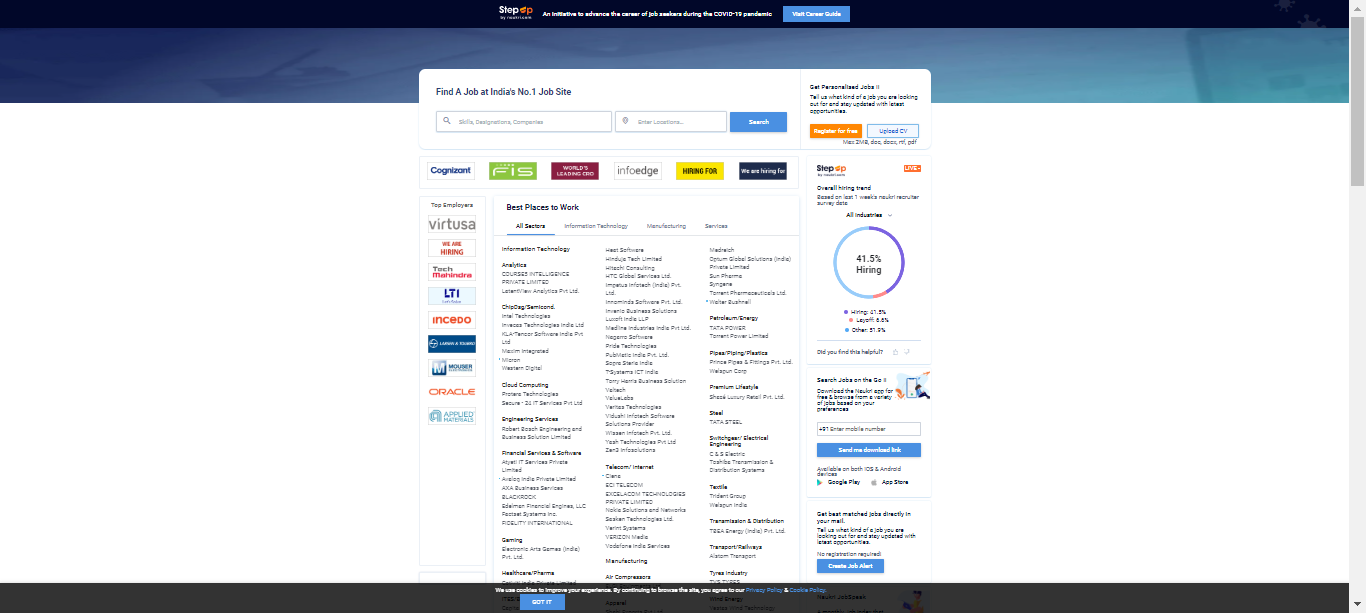 StepUp
by naukri.com
An initiative to advance the career of job seekers during the COVID-19 pandemic
Visit Career Guide
Find A Job at India's No.1 Job Site
Skills, Designations, Companies
Enter Locations...
Search
Get Personalised Jobs !!
Tell us what kind of a job you are looking
out for and stay updated with latest
opportunities.
Register for free
Upload CV
Max 2MB, doc, docx, rtf, pdf
Cognizant
FIS
WORLD'S
LEADING CRO
infoedge
HIRING FOR
We are hiring for
Top Employers
virtusa
WE ARE
HIRING
Tech
Mahindra
LTI
Let's Solve
INCEDO
LARSEN & TOUBRO
MOUSER
ELECTRONICS
ORACLE
APPLIED
MATERIALS
Best Places to Work
All Sectors
Information Technology
Manufacturing
Services
Information Technology
Analytics
COURSE5 INTELLIGENCE
PRIVATE LIMITED
LatentView Analytics Pvt Ltd.
ChipDsg/Semicond.
Intel Technologies
Invecas Technologies India Ltd
KLA/Tencor Software India Pvt
Ltd
Maxim Integrated
Micron
Western Digital
Cloud Computing
Protera Technologies
Secure - 24 IT Services Pvt Ltd
Engineering Services
Robert Bosch Engineering and
Business Solution Limited
Financial Services & Software
Atyeti IT Services Private
Limited
Avalog India Private Limited
AXA Business Services
BLACKROCK
Edelman Financial Engines, LLC
Factset Systems Inc.
FIDELITY INTERNATIONAL
Gaming
Electronic Arts Games (India)
Pvt. Ltd.
Healthcare/Pharma
Hast Software
Hinduja Tech Limited
Hitachi Consulting
HTC Global Services Ltd.
Impetus Infotech (India) Pvt.
Ltd.
Innominds Software Pvt. Ltd.
Invenio Business Solutions
Luxoft India LLP
Medline Industries India Pvt Ltd.
Nagarro Software
Pride Technologies
PubMatic India Pvt. Ltd.
Sopra Steria India
T-Systems ICT India
Torry Harris Business Solution
Valtech
ValueLabs
Veritas Technologies
Vidushi Infotech Software
Solutions Provider
Wissen Infotech Pvt. Ltd.
Yash Technologies Pvt Ltd
Zen3 Infosolutions
Telecom/ Internet
Ciena
ECI TELECOM
EXCELACOM TECHNOLOGIES
PRIVATE LIMITED
Nokia Solutions and Networks
Sasken Technologies Ltd.
Verint Systems
VERIZON Media
Vodafone India Services
Manufacturing
Air Compressors
Apparel
Medreich
Optum Global Solutions (India)
Private Limited
Sun Pharma
Syngene
Torrent Pharmaceuticals Ltd.
Walter Bushnell
Petroleum/Energy
TATA POWER
Torrent Power Limited
Pipes/Piping/Plastics
Prince Pipes & Fittings Pvt. Ltd.
Welspun Corp
Premium Lifestyle
Shasé Luxury Retail Pvt. Ltd.
Steel
TATA STEEL
Switchgear/ Electrical
Engineering
C & S Electric
Toshiba Transmission &
Distribution Systems
Textile
Trident Group
Welspun India
Transmission & Distribution
TBEA Energy (India) Pvt. Ltd.
Transport/Railways
Alstom Transport
Tyres Industry
TVS TYRES
Wind Energy
Vestas Wind Technology
StepUp
by naukri.com
LIVE
Overall hiring trend
Based on last 1 week's naukri recruiter
survey data
All Industries
41.5%
Hiring
Hiring: 41.5%
Layoff: 6.6%
Other: 51.9%
Did you find this helpful?
Search Jobs on the Go !!
Download the Naukri app for
free & browse from a variety
of jobs based on your
preferences
+91 Enter mobile number
Send me download link
Available on both iOS & Android
devices
Google Play
App Store
Get best matched jobs directly in
your mail.
Tell us what kind of a job you are
looking out for and stay updated with
latest opportunities.
No registration required!
Create Job Alert
Naukri JobSpeak
We use cookies to improve your experience. By continuing to browse the site, you agree to our Privacy Policy & Cookie Policy.
GOT IT